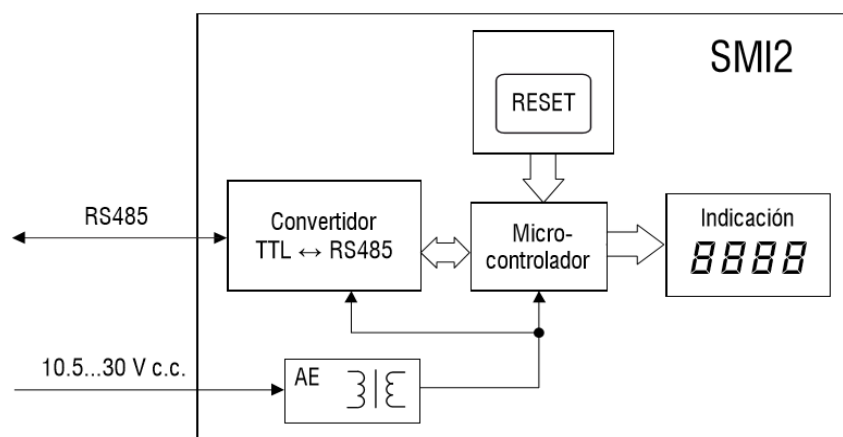 SMI2
RESET
RS485
Convertidor
TTL ↔ RS485
Micro-
controlador
Indicación
8888
10.5...30 V c.c.
AE